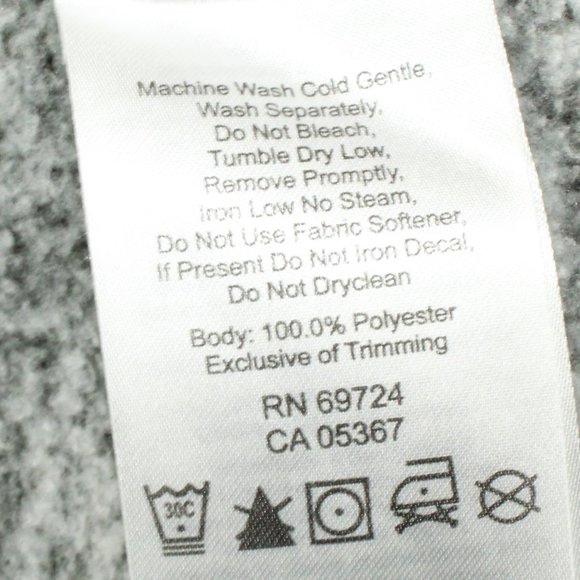 Machine Wash Cold Gentle,
Wash Separately,
Do Not Bleach,
Tumble Dry Low,
Remove Promptly,
Iron Low No Steam,
Do Not Use Fabric Softener,
If Present Do Not Iron Decal,
Do Not Dryclean
Body: 100.0% Polyester
Exclusive of Trimming
RN 69724
CA 05367
30C